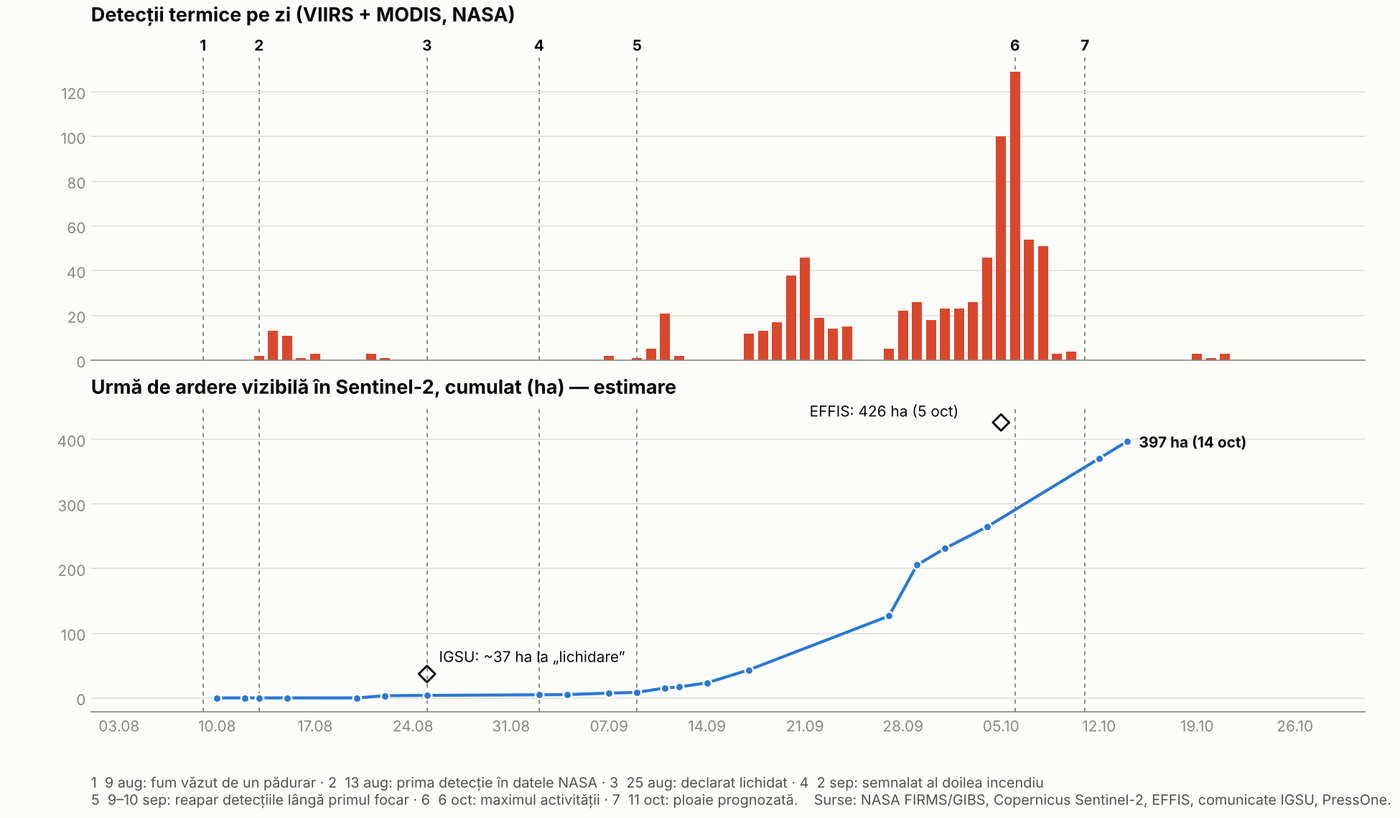 Detecții termice pe zi (VIIRS + MODIS, NASA)
1 2 3 4 5 6 7
120
100
80
60
40
20
0
Urmă de ardere vizibilă în Sentinel-2, cumulat (ha) — estimare
EFFIS: 426 ha (5 oct)
400
397 ha (14 oct)
300
200
100
IGSU: ~37 ha la „lichidare”
0
03.08 10.08 17.08 24.08 31.08 07.09 14.09 21.09 28.09 05.10 12.10 19.10 26.10
1 9 aug: fum văzut de un pădurar · 2 13 aug: prima detecție în datele NASA · 3 25 aug: declarat lichidat · 4 2 sep: semnalat al doilea incendiu
5 9–10 sep: reapar detecțiile lângă primul focar · 6 6 oct: maximul activității · 7 11 oct: ploaie prognozată. Surse: NASA FIRMS/GIBS, Copernicus Sentinel-2, EFFIS, comunicate IGSU, PressOne.